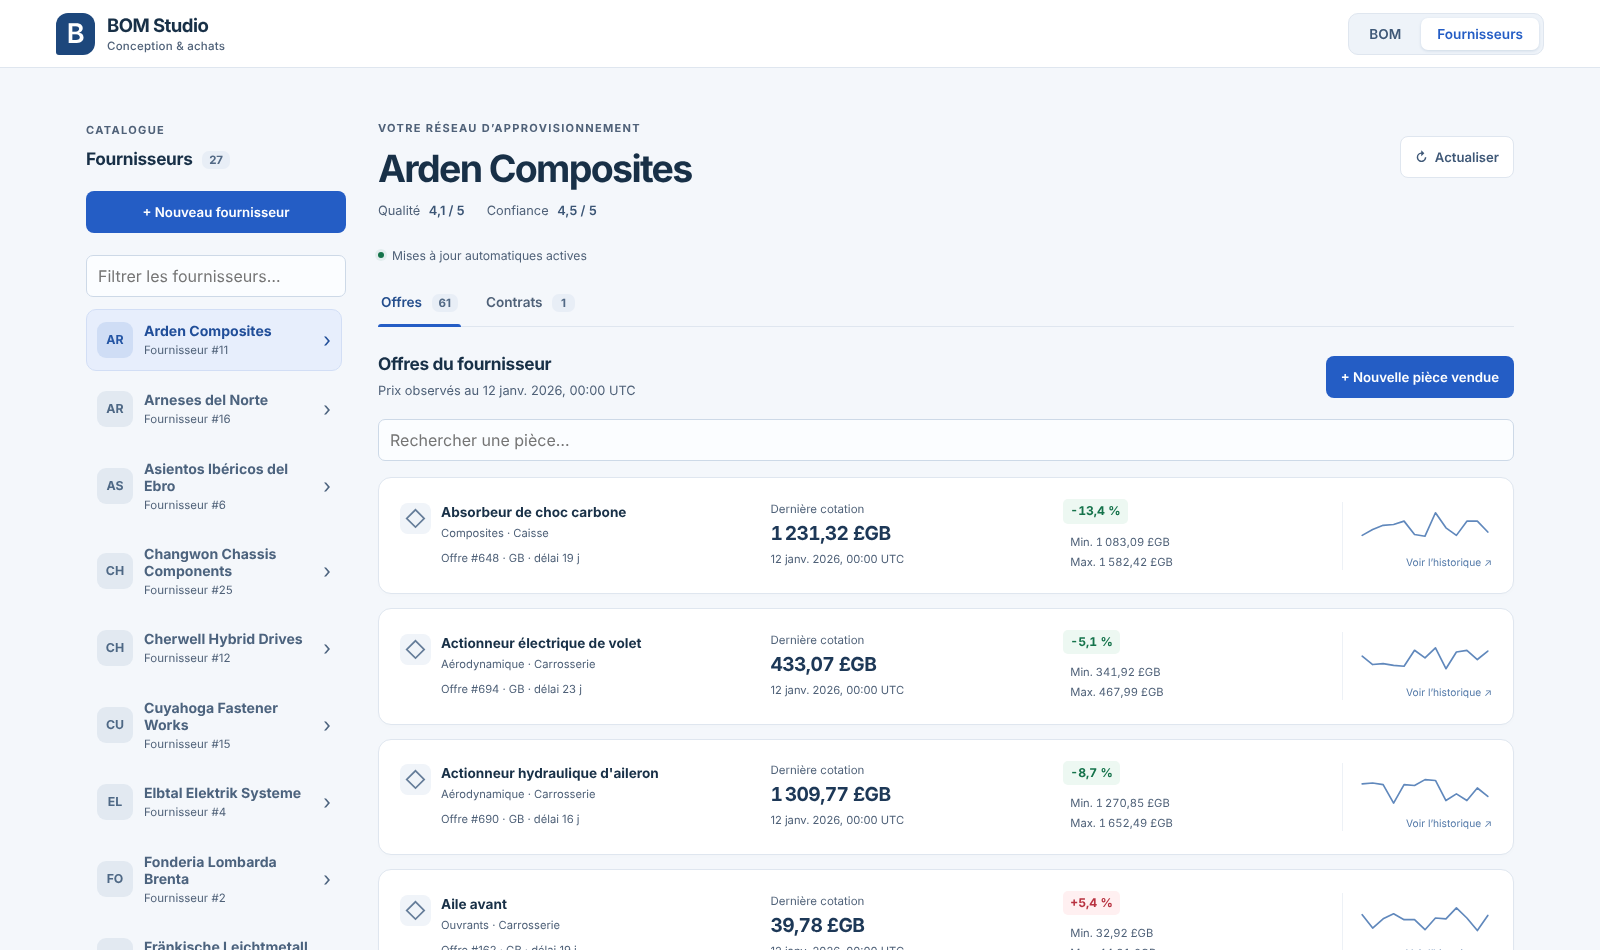 B
BOM Studio
Conception & achats
BOM
Fournisseurs
CATALOGUE
Fournisseurs 27
+ Nouveau fournisseur
Filtrer les fournisseurs...
AR
Arden Composites
Fournisseur #11
AR
Arneses del Norte
Fournisseur #16
AS
Asientos Ibéricos del
Ebro
Fournisseur #6
CH
Changwon Chassis
Components
Fournisseur #25
CH
Cherwell Hybrid Drives
Fournisseur #12
CU
Cuyahoga Fastener
Works
Fournisseur #15
EL
Elbtal Elektrik Systeme
Fournisseur #4
FO
Fonderia Lombarda
Brenta
Fournisseur #2
Fränkische Leichtmetall
VOTRE RÉSEAU D’APPROVISIONNEMENT
Arden Composites
Qualité 4,1 / 5 Confiance 4,5 / 5
Actualiser
Mises à jour automatiques actives
Offres 61 Contrats 1
Offres du fournisseur
Prix observés au 12 janv. 2026, 00:00 UTC
+ Nouvelle pièce vendue
Rechercher une pièce...
Absorbeur de choc carbone
Composites · Caisse
Offre #648 · GB · délai 19 j
Dernière cotation
1 231,32 £GB
12 janv. 2026, 00:00 UTC
-13,4 %
Min. 1 083,09 £GB
Max. 1 582,42 £GB
Voir l’historique ↗
Actionneur électrique de volet
Aérodynamique · Carrosserie
Offre #694 · GB · délai 23 j
Dernière cotation
433,07 £GB
12 janv. 2026, 00:00 UTC
-5,1 %
Min. 341,92 £GB
Max. 467,99 £GB
Voir l’historique ↗
Actionneur hydraulique d'aileron
Aérodynamique · Carrosserie
Offre #690 · GB · délai 16 j
Dernière cotation
1 309,77 £GB
12 janv. 2026, 00:00 UTC
-8,7 %
Min. 1 270,85 £GB
Max. 1 652,49 £GB
Voir l’historique ↗
Aile avant
Ouvrants · Carrosserie
Offre #162 · GB · délai 19 j
Dernière cotation
39,78 £GB
12 janv. 2026, 00:00 UTC
+5,4 %
Min. 32,92 £GB